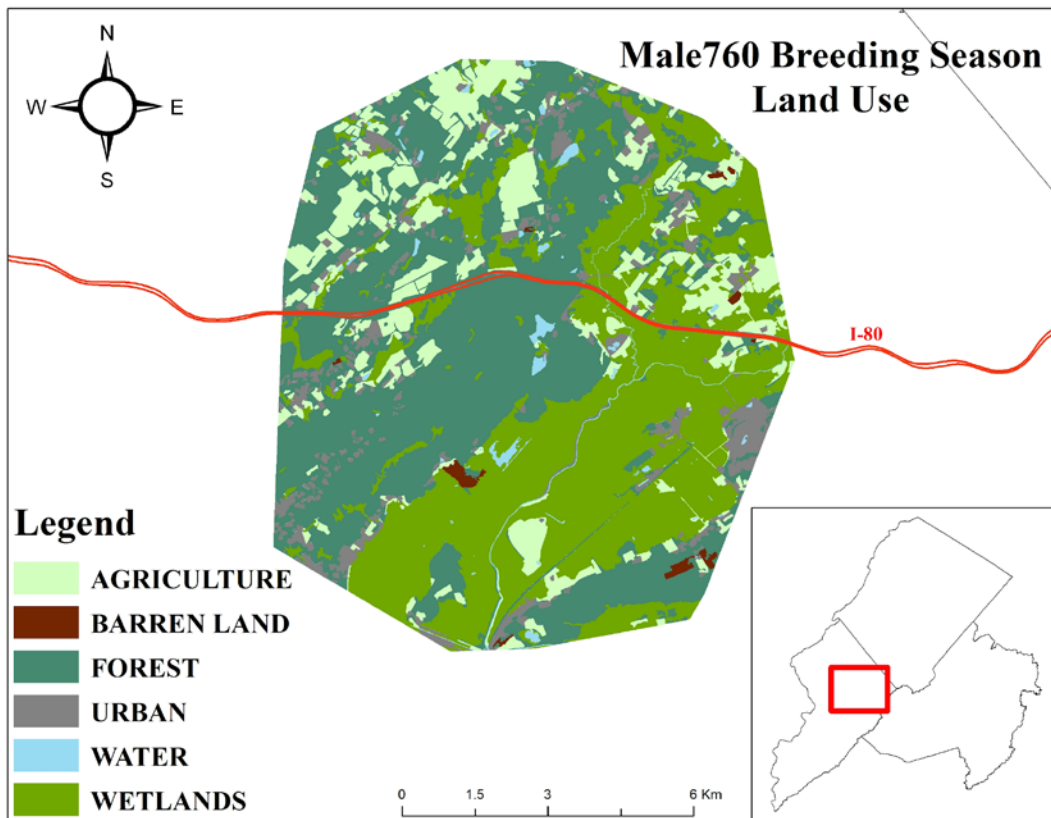 Male760 Breeding Season
Land Use
N
W
E
S
I-80
Legend
AGRICULTURE
BARREN LAND
FOREST
URBAN
WATER
WETLANDS
0 1.5 3 6 Km